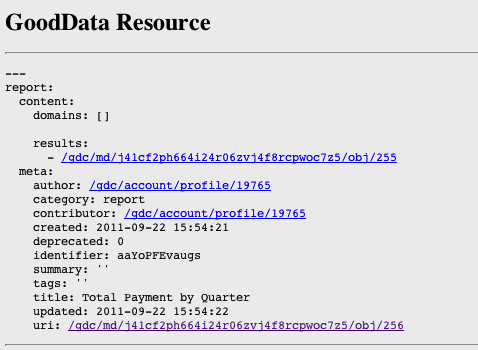 GoodData Resource
---
report:
content:
domains: []
results:
- /gdc/md/j41cf2ph664i24r06zvj4f8rcpwoc7z5/obj/255
meta:
author: /gdc/account/profile/19765
category: report
contributor: /gdc/account/profile/19765
created: 2011-09-22 15:54:21
deprecated: 0
identifier: aaYoPFEvaugs
summary: ''
tags: ''
title: Total Payment by Quarter
updated: 2011-09-22 15:54:22
uri: /gdc/md/j41cf2ph664i24r06zvj4f8rcpwoc7z5/obj/256